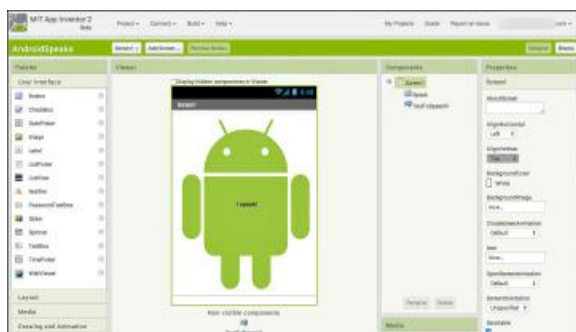 MIT App Inventor 2
Beta
Project
Connect
Build
Help
My Projects
Guide
Report an Issue
.com
AndroidSpeaks
Screen1
Add Screen ...
Remove Screen
Designer
Blocks
Palette
Viewer
Components
Properties
User Interface
Button
CheckBox
DatePicker
Image
Label
ListPicker
ListView
Notifier
PasswordTextBox
Slider
Spinner
TextBox
TimePicker
WebViewer
Layout
Media
Drawing and Animation
Display hidden components in Viewer
Screen1
I speak!
Non-visible components
Screen1
Speak
TextToSpeech1
Rename
Delete
Media
Screen1
AboutScreen
AlignHorizontal
Left
AlignVertical
Top
BackgroundColor
White
BackgroundImage
None...
CloseScreenAnimation
Default
Icon
None...
OpenScreenAnimation
Default
ScreenOrientation
Unspecified
Scrollable